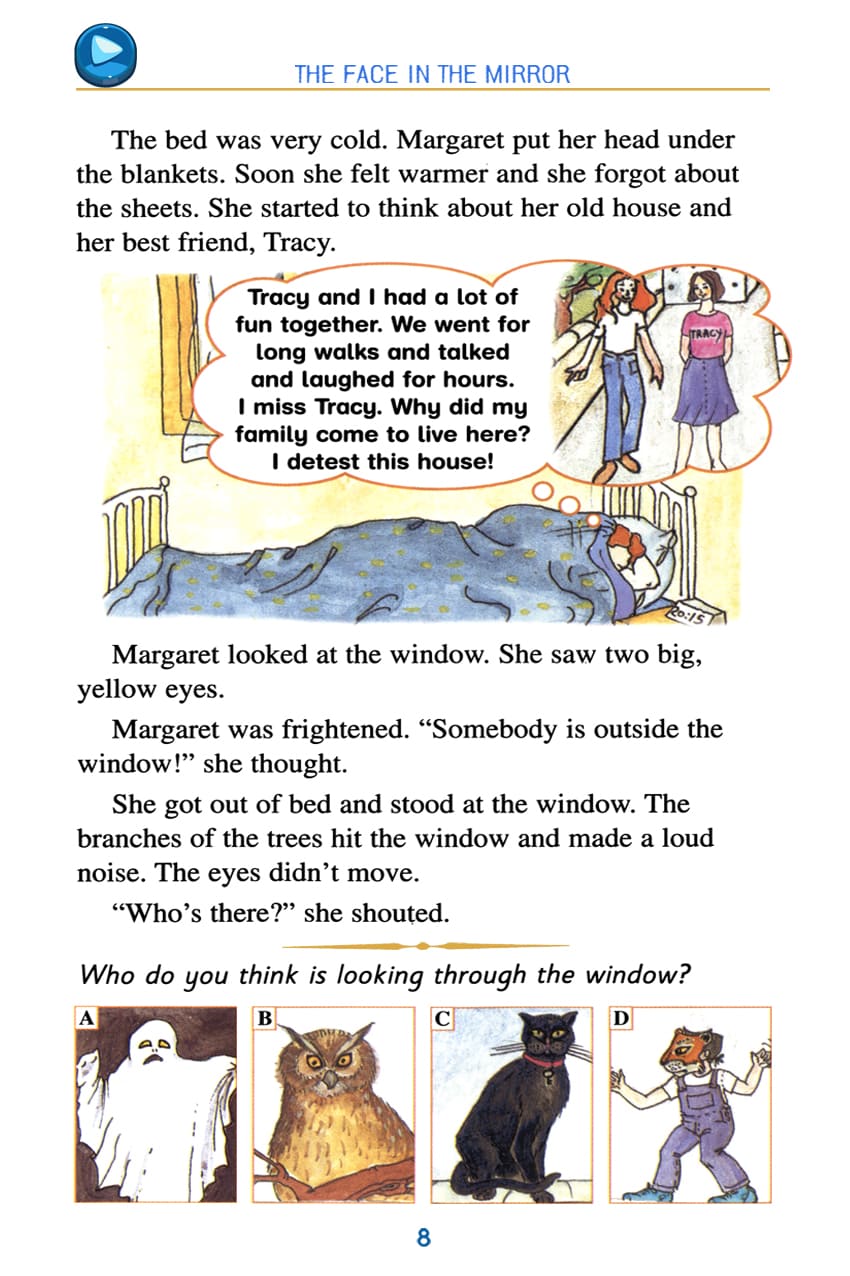 THE FACE IN THE MIRROR
The bed was very cold. Margaret put her head under
the blankets. Soon she felt warmer and she forgot about
the sheets. She started to think about her old house and
her best friend, Tracy.
Tracy and I had a lot of
fun together. We went for
long walks and talked
and laughed for hours.
I miss Tracy. Why did my
family come to live here?
I detest this house!
TRACY
20:15
Margaret looked at the window. She saw two big,
yellow eyes.
Margaret was frightened. “Somebody is outside the
window!” she thought.
She got out of bed and stood at the window. The
branches of the trees hit the window and made a loud
noise. The eyes didn’t move.
“Who’s there?” she shouted.
Who do you think is looking through the window?
A B C D
8